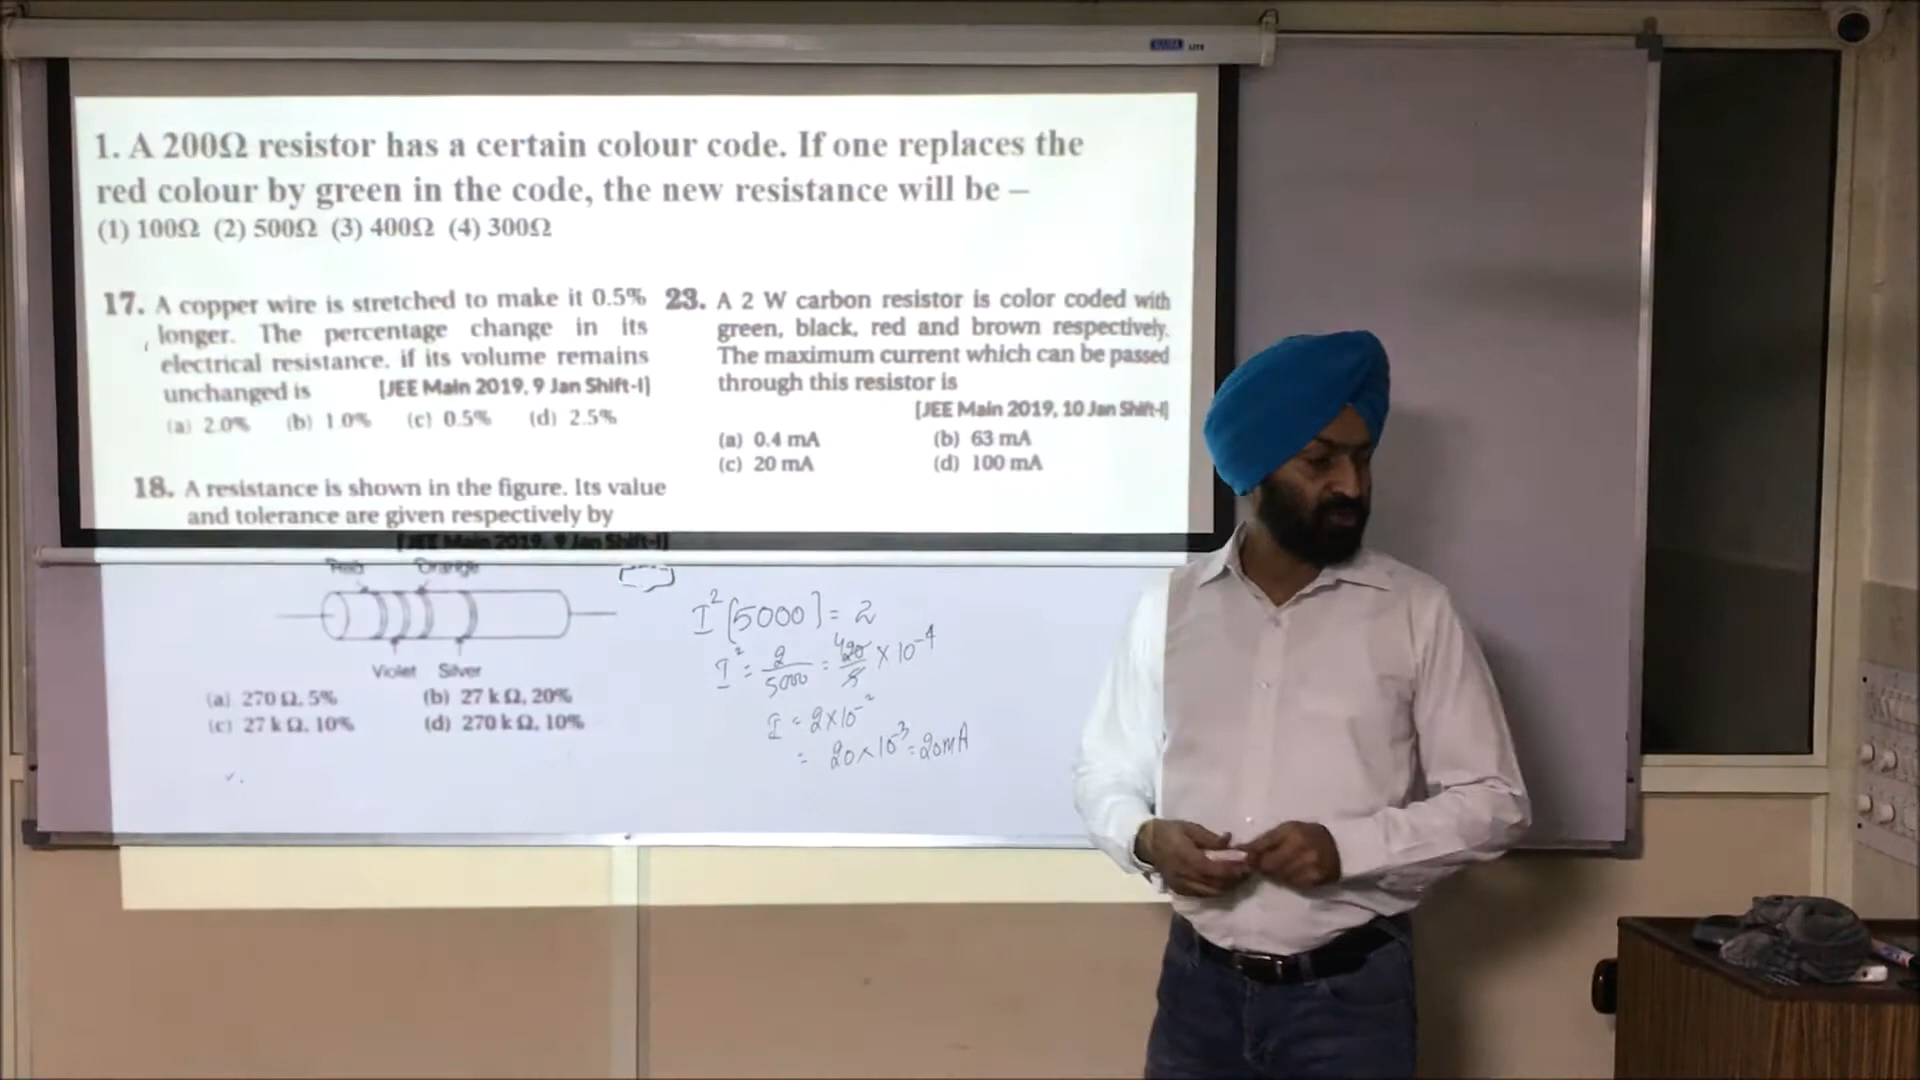 LITE
1. A 200Ω resistor has a certain colour code. If one replaces the
red colour by green in the code, the new resistance will be –
(1) 100Ω (2) 500Ω (3) 400Ω (4) 300Ω
17. A copper wire is stretched to make it 0.5%
longer. The percentage change in its
electrical resistance, if its volume remains
unchanged is [JEE Main 2019, 9 Jan Shift-I]
(a) 2.0% (b) 1.0% (c) 0.5% (d) 2.5%
18. A resistance is shown in the figure. Its value
and tolerance are given respectively by
[JEE Main 2019, 9 Jan Shift-I]
Red Orange
Violet Silver
(a) 270 Ω, 5% (b) 27 k Ω, 20%
(c) 27 k Ω, 10% (d) 270 k Ω, 10%
23. A 2 W carbon resistor is color coded with
green, black, red and brown respectively.
The maximum current which can be passed
through this resistor is
[JEE Main 2019, 10 Jan Shift-I]
(a) 0.4 mA (b) 63 mA
(c) 20 mA (d) 100 mA
I²[5000] = 2
I² = 2/5000 = 420/5 × 10⁻⁴
I = 2×10⁻²
= 20×10⁻³ = 20mA